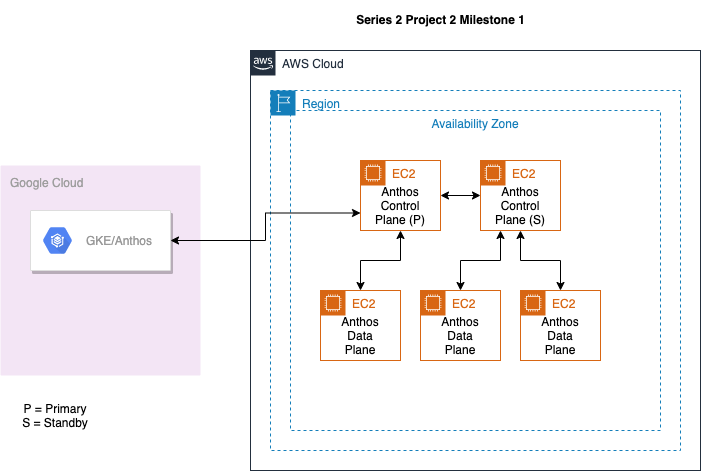 Series 2 Project 2 Milestone 1
aws
AWS Cloud
Region
Availability Zone
Google Cloud
GKE/Anthos
EC2
Anthos
Control
Plane (P)
EC2
Anthos
Control
Plane (S)
EC2
Anthos
Data
Plane
EC2
Anthos
Data
Plane
EC2
Anthos
Data
Plane
P = Primary
S = Standby